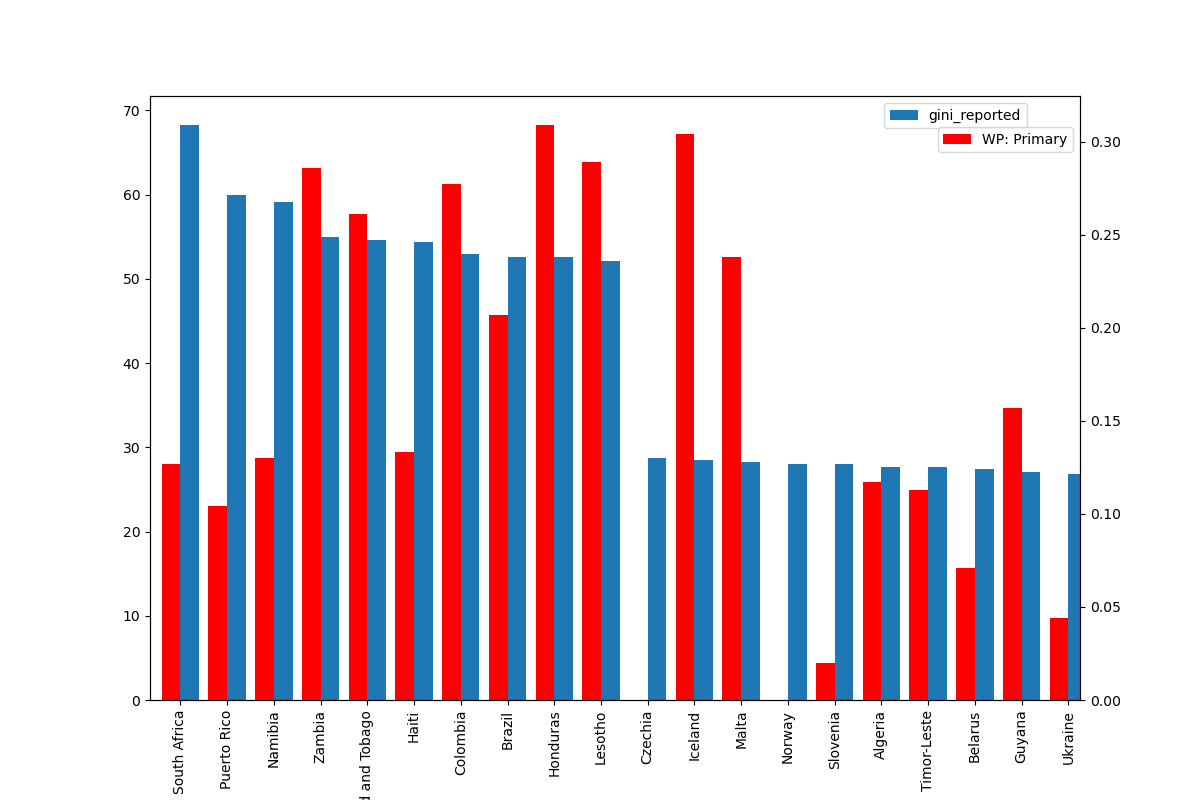 gini_reported
WP: Primary
70
60
50
40
30
20
10
0
0.30
0.25
0.20
0.15
0.10
0.05
0.00
South Africa
Puerto Rico
Namibia
Zambia
and Tobago
Haiti
Colombia
Brazil
Honduras
Lesotho
Czechia
Iceland
Malta
Norway
Slovenia
Algeria
Timor-Leste
Belarus
Guyana
Ukraine